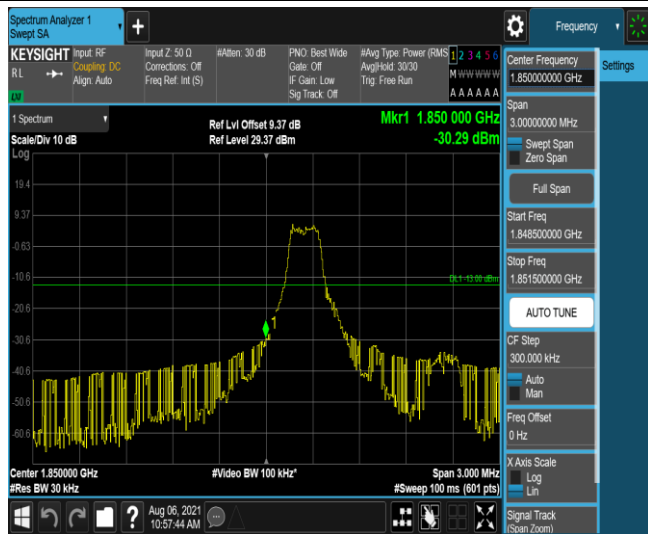 Spectrum Analyzer 1
Swept SA
+
Frequency
KEYSIGHT
RL
Input: RF
Coupling: DC
Align: Auto
Input Z: 50 Ω
Corrections: Off
Freq Ref: Int (S)
#Atten: 30 dB
PNO: Best Wide
Gate: Off
IF Gain: Low
Sig Track: Off
#Avg Type: Power (RMS
Avg|Hold: 30/30
Trig: Free Run
1 2 3 4 5 6
M W W W W W
A A A A A A
Center Frequency
1.850000000 GHz
Settings
Span
3.00000000 MHz
Swept Span
Zero Span
Full Span
Start Freq
1.848500000 GHz
Stop Freq
1.851500000 GHz
AUTO TUNE
CF Step
300.000 kHz
Auto
Man
Freq Offset
0 Hz
X Axis Scale
Log
Lin
Signal Track
(Span Zoom)
1 Spectrum
Scale/Div 10 dB
Ref Lvl Offset 9.37 dB
Ref Level 29.37 dBm
Mkr1 1.850 000 GHz
-30.29 dBm
Log
19.4
9.37
-0.63
-10.6
DL1 -13.00 dBm
-20.6
1
-30.6
-40.6
-50.6
-60.6
Center 1.850000 GHz
#Video BW 100 kHz*
Span 3.000 MHz
#Res BW 30 kHz
#Sweep 100 ms (601 pts)
?
Aug 06, 2021
10:57:44 AM